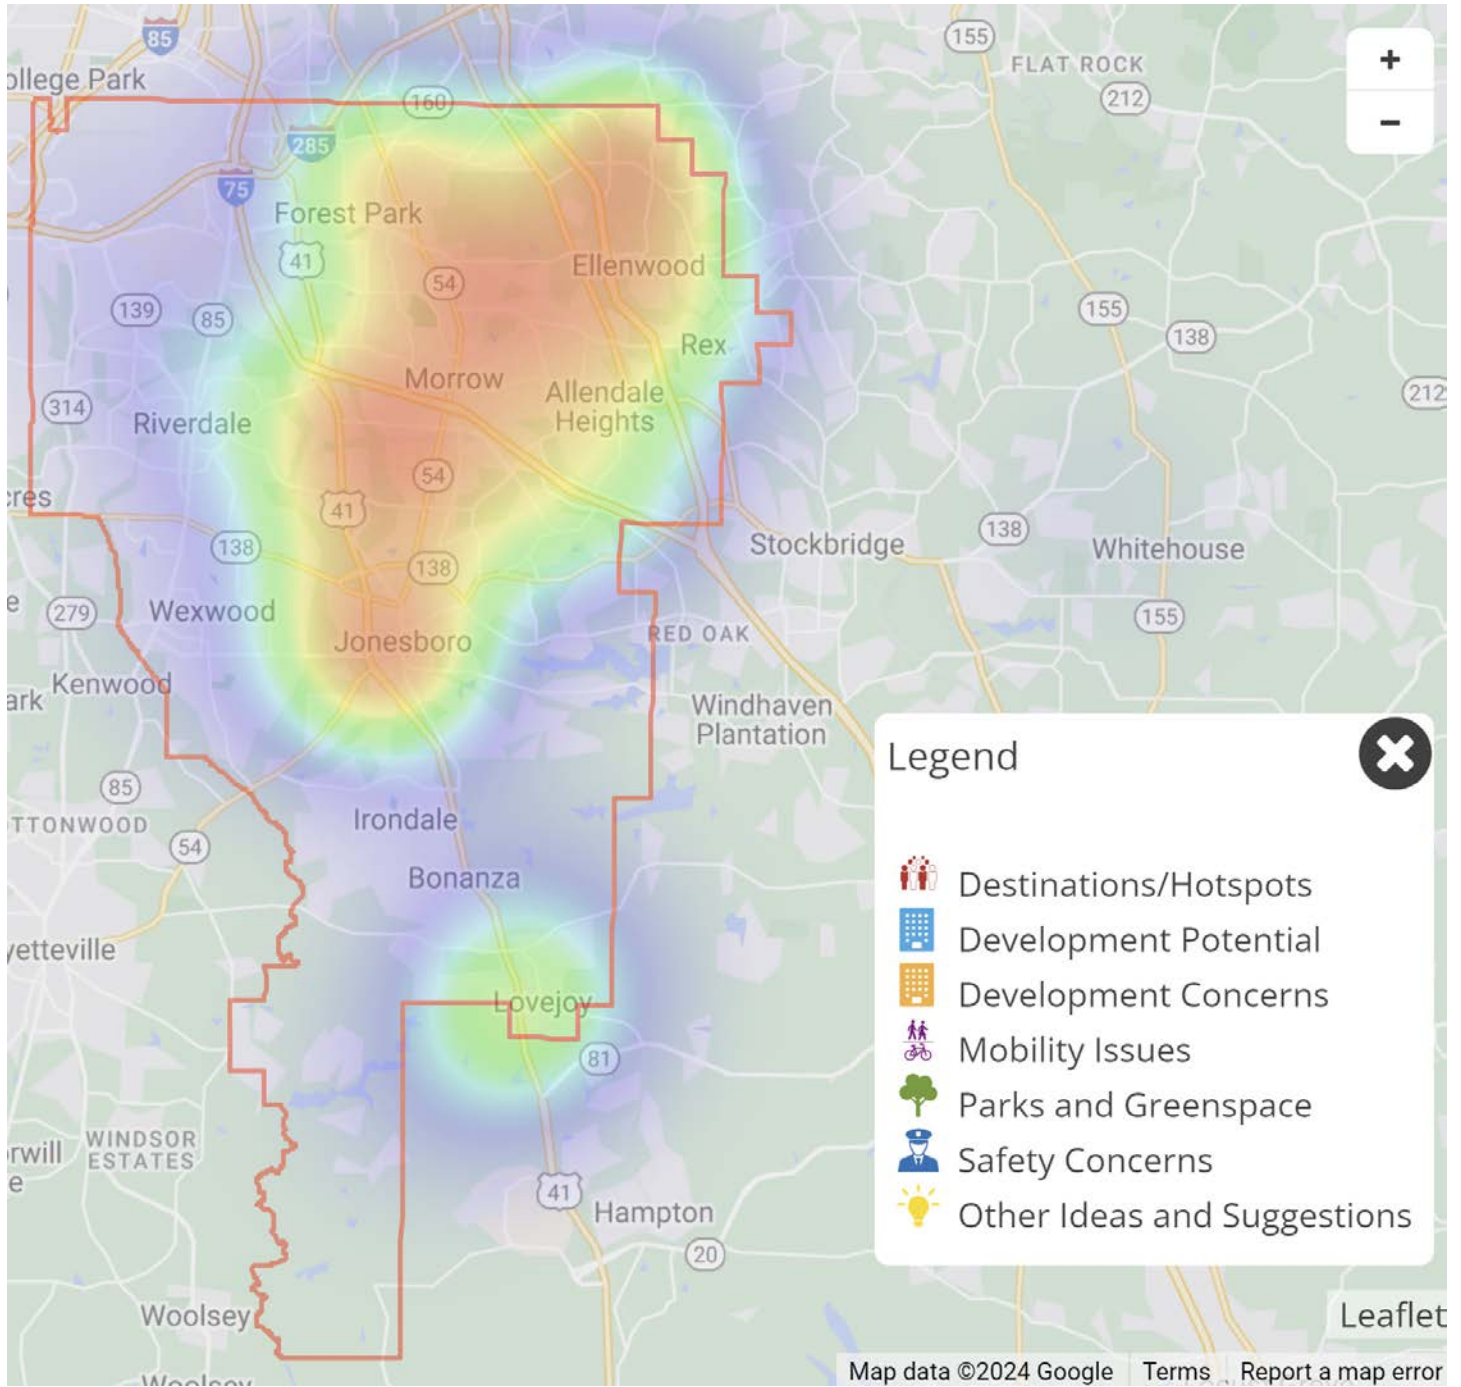 85
155
FLAT ROCK
+
ollege Park
212
160
−
285
75
Forest Park
41
Ellenwood
54
139
85
155
138
Rex
Morrow
Allendale
Heights
212
314
Riverdale
54
cres
41
138
138
Stockbridge
138
Whitehouse
e
279
Wexwood
155
Jonesboro
RED OAK
ark
Kenwood
Windhaven
Plantation
Legend
85
TTONWOOD
Irondale
54
Bonanza
Destinations/Hotspots
Development Potential
yetteville
Lovejoy
Development Concerns
81
Mobility Issues
Parks and Greenspace
rwill
e
WINDSOR
ESTATES
Safety Concerns
41
Hampton
Other Ideas and Suggestions
20
Woolsey
Leaflet
Map data ©2024 Google
Terms
Report a map error
Woolsey